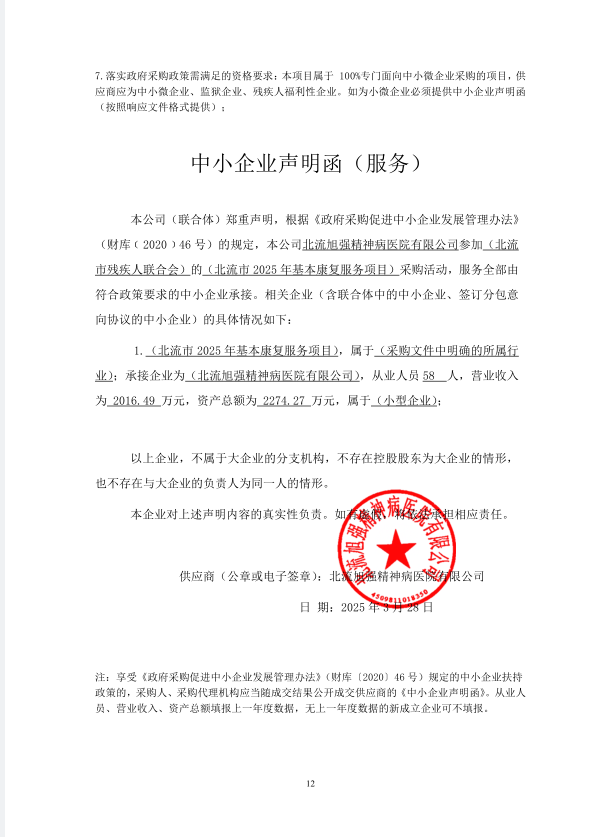 7.落实政府采购政策需满足的资格要求：本项目属于 100%专门面向中小微企业采购的项目，供
应商应为中小微企业、监狱企业、残疾人福利性企业。如为小微企业必须提供中小企业声明函
（按照响应文件格式提供）；
中小企业声明函（服务）
本公司（联合体）郑重声明，根据《政府采购促进中小企业发展管理办法》
（财库﹝2020﹞46 号）的规定，本公司北流旭强精神病医院有限公司参加（北流
市残疾人联合会）的（北流市 2025 年基本康复服务项目）采购活动，服务全部由
符合政策要求的中小企业承接。相关企业（含联合体中的中小企业、签订分包意
向协议的中小企业）的具体情况如下：
1.（北流市 2025 年基本康复服务项目），属于（采购文件中明确的所属行
业）；承接企业为（北流旭强精神病医院有限公司），从业人员 58 人，营业收入
为 2016.49 万元，资产总额为 2274.27 万元，属于（小型企业）；
以上企业，不属于大企业的分支机构，不存在控股股东为大企业的情形，
也不存在与大企业的负责人为同一人的情形。
本企业对上述声明内容的真实性负责。如有虚假，将依法承担相应责任。
北流旭强精神病医院有限公司
4509811018350
供应商（公章或电子签章）：北流旭强精神病医院有限公司
日 期：2025 年 3 月 28 日
注：享受《政府采购促进中小企业发展管理办法》（财库〔2020〕46 号）规定的中小企业扶持
政策的，采购人、采购代理机构应当随成交结果公开成交供应商的《中小企业声明函》。从业人
员、营业收入、资产总额填报上一年度数据，无上一年度数据的新成立企业可不填报。
12